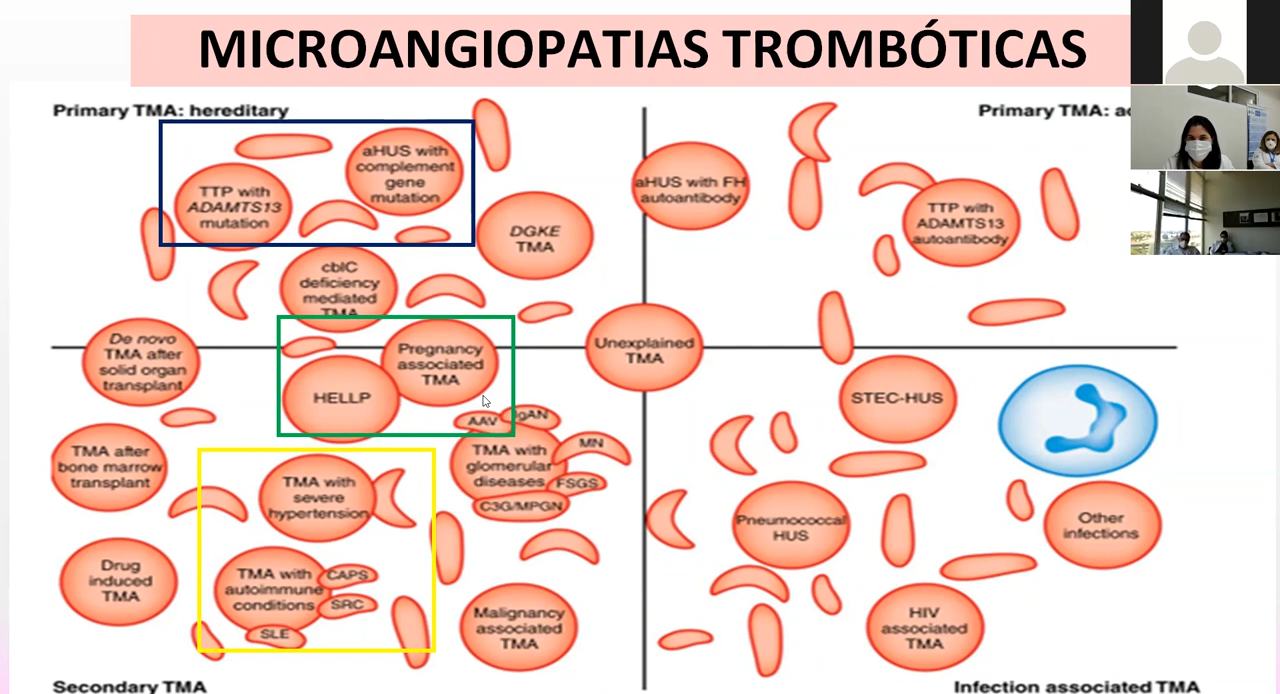 MICROANGIOPATIAS TROMBÓTICAS
Primary TMA: hereditary
Primary TMA:
aHUS with
complement
gene
mutation
TTP with
ADAMTS13
mutation
DGKE
TMA
cblC
deficiency
mediated
TMA
aHUS with FH
autoantibody
TTP with
ADAMTS13
autoantibody
De novo
TMA after
solid organ
transplant
Pregnancy
associated
TMA
HELLP
Unexplained
TMA
STEC-HUS
TMA after
bone marrow
transplant
AAV
IgAN
TMA with
glomerular
diseases
MN
FSGS
C3G/MPGN
TMA with
severe
hypertension
Pneumococcal
HUS
Other
infections
Drug
induced
TMA
TMA with
autoimmune
conditions
CAPS
SRC
SLE
Malignancy
associated
TMA
HIV
associated
TMA
Secondary TMA
Infection associated TMA